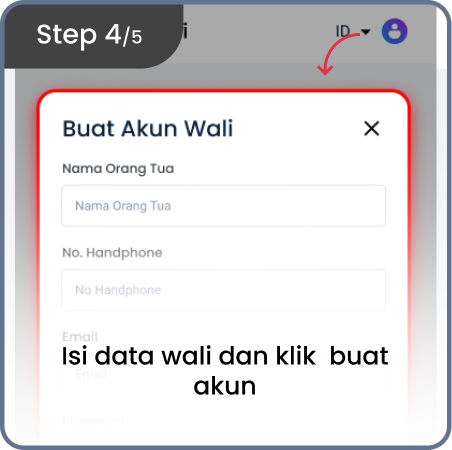 Step 4/5
i
ID
Buat Akun Wali
Nama Orang Tua
Nama Orang Tua
No. Handphone
No Handphone
Email
Email
Isi data wali dan klik buat
akun